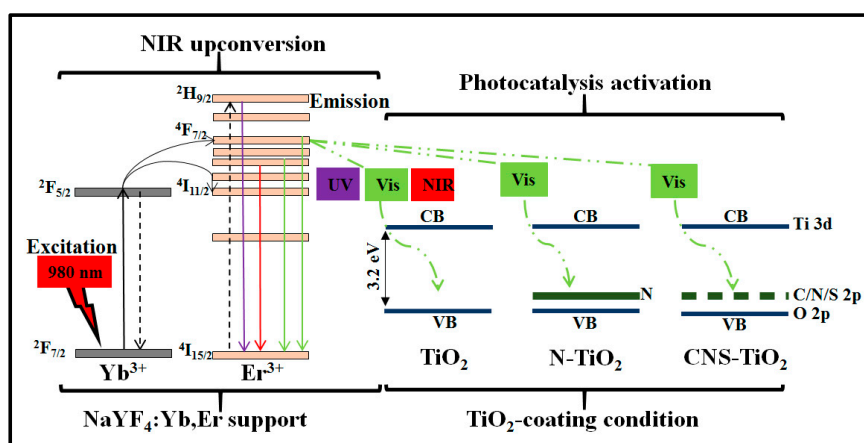 NIR upconversion
Photocatalysis activation
²H₉/₂
Emission
⁴F₇/₂
²F₅/₂
⁴I₁₁/₂
UV
Vis
NIR
Vis
Vis
CB
CB
CB
Ti 3d
Excitation
980 nm
3.2 eV
N
C/N/S 2p
O 2p
VB
VB
VB
²F₇/₂
⁴I₁₅/₂
Yb³⁺
Er³⁺
TiO₂
N-TiO₂
CNS-TiO₂
NaYF₄:Yb,Er support
TiO₂-coating condition